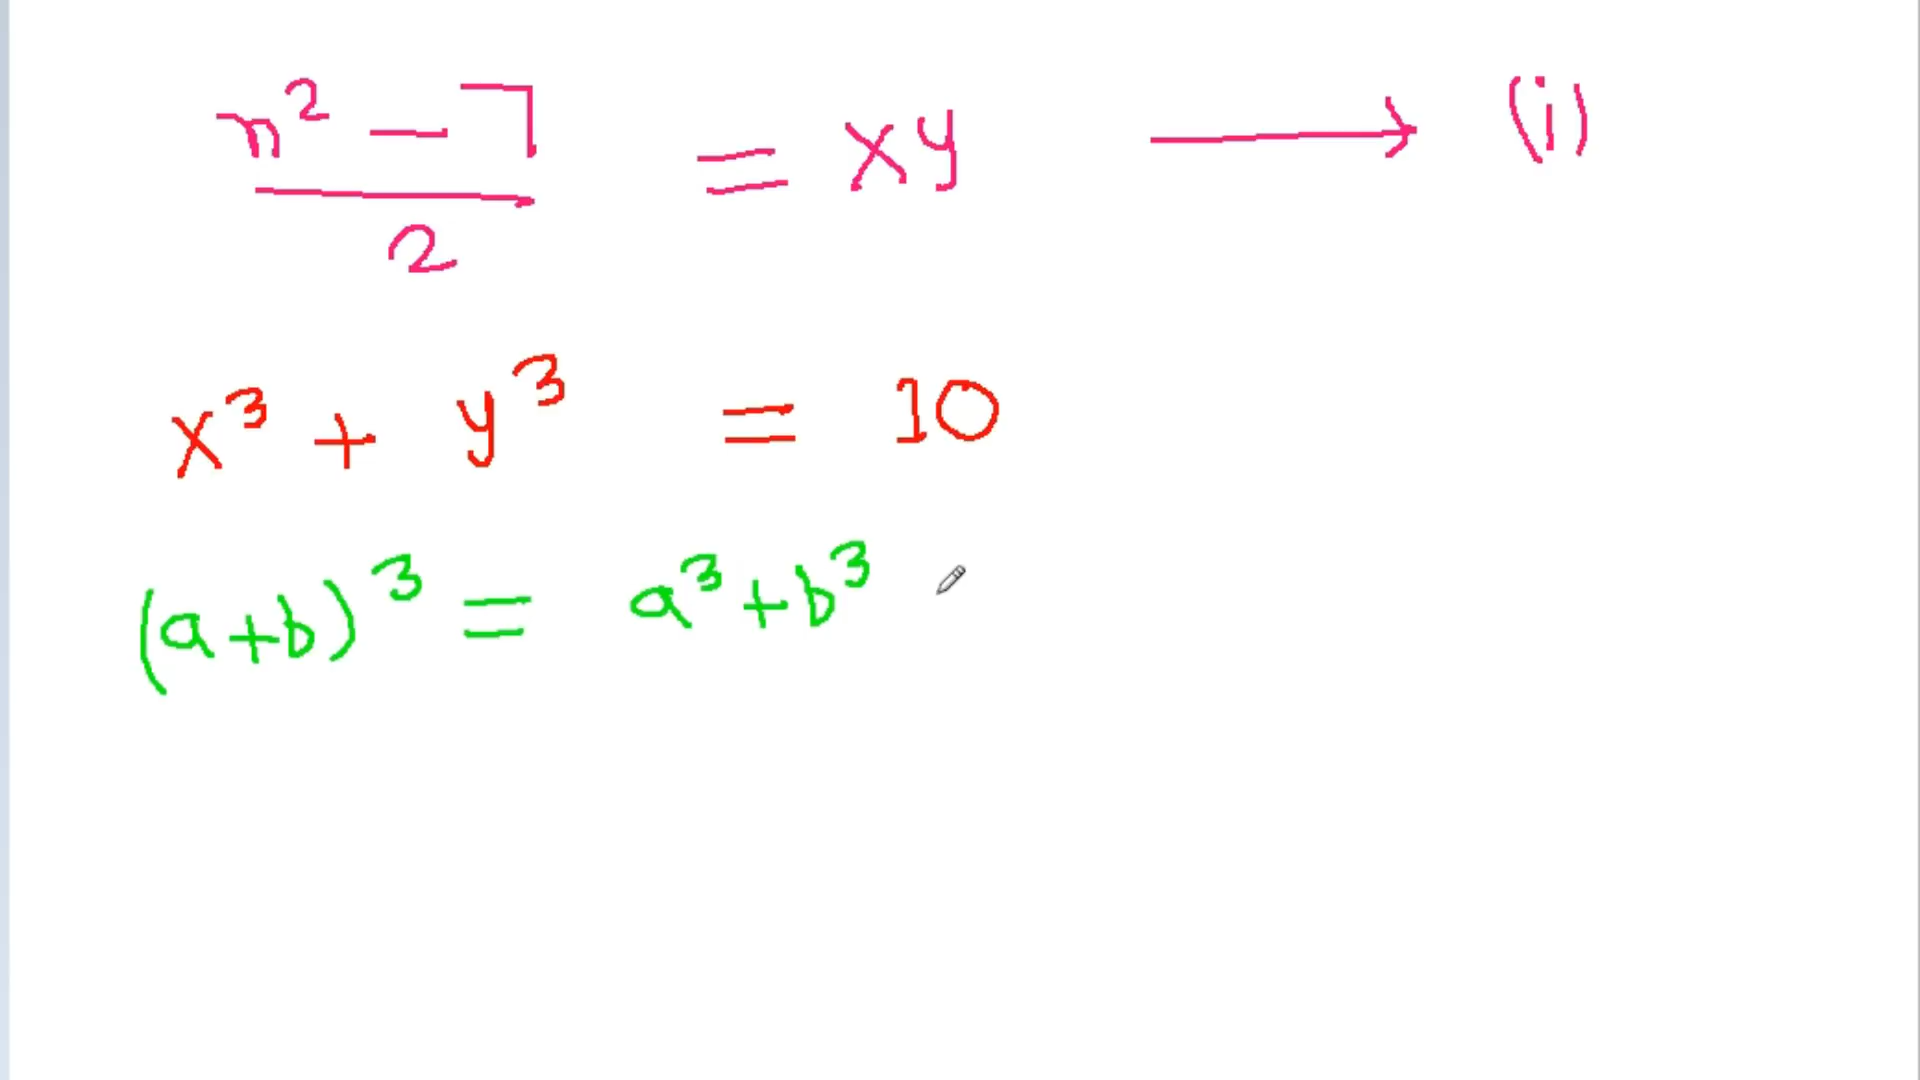 n² - 7 / 2 = xy → (i)
x³ + y³ = 10
(a+b)³ = a³+b³